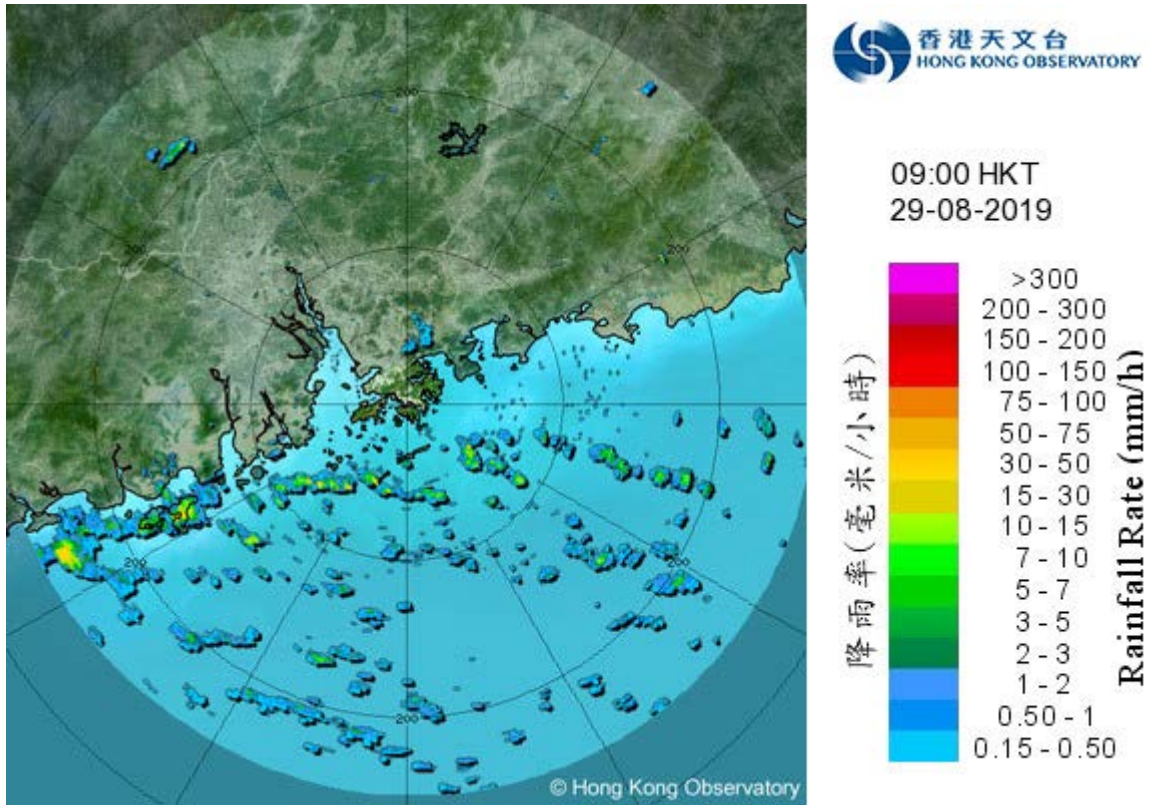 香港天文台
HONG KONG OBSERVATORY
09:00 HKT
29-08-2019
降雨率(毫米/小時)
Rainfall Rate (mm/h)
>300
200 - 300
150 - 200
100 - 150
75 - 100
50 - 75
30 - 50
15 - 30
10 - 15
7 - 10
5 - 7
3 - 5
2 - 3
1 - 2
0.50 - 1
0.15 - 0.50
200
200
200
200
200
200
© Hong Kong Observatory